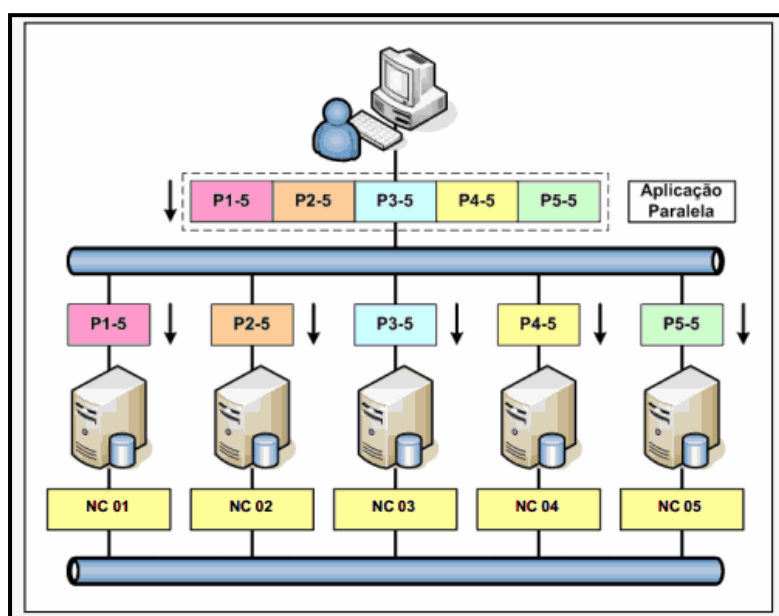 P1-5 P2-5 P3-5 P4-5 P5-5
Aplicação
Paralela
P1-5 P2-5 P3-5 P4-5 P5-5
NC 01 NC 02 NC 03 NC 04 NC 05